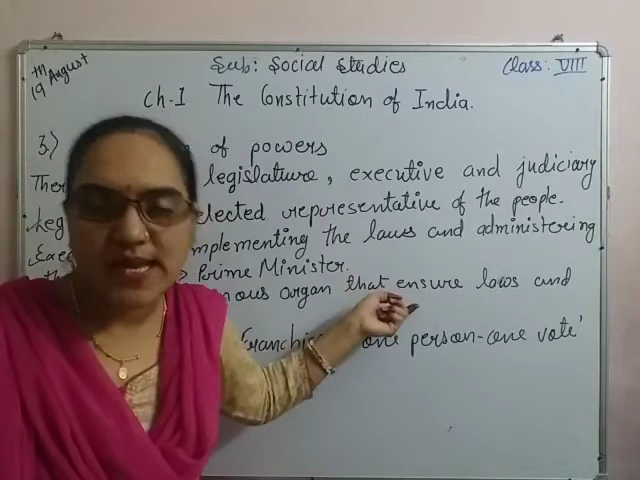 19th August
Sub: Social Studies
Class: VIII
Ch.1 The Constitution of India.
3.) of powers
legislature, executive and judiciary
elected representative of the people.
implementing the laws and administering
→ Prime Minister.
organ that ensure laws and
Franchise 'one person-one vote'